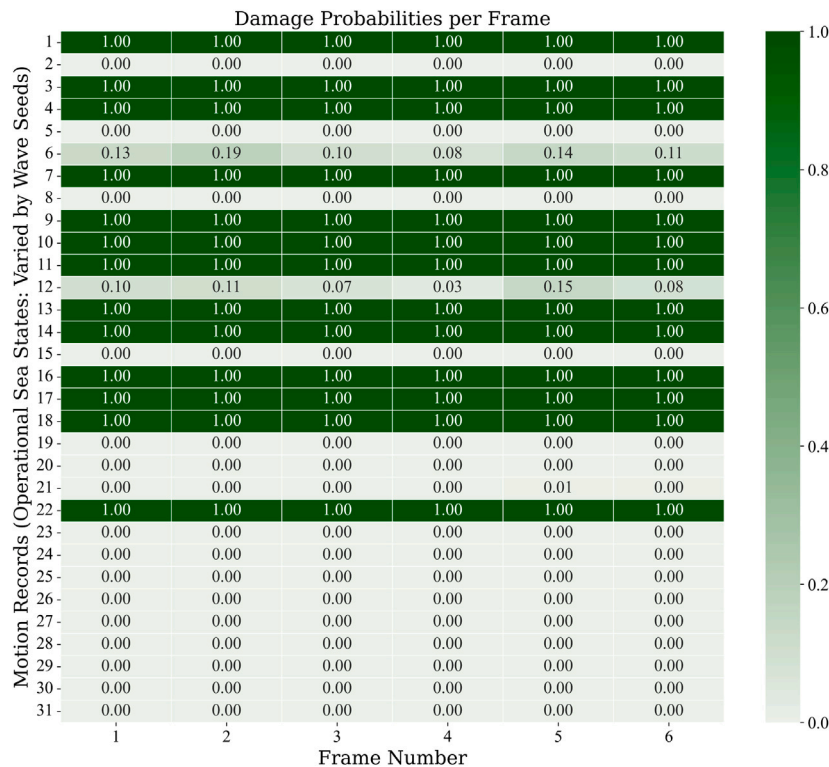 Damage Probabilities per Frame
1 1.00 1.00 1.00 1.00 1.00 1.00
2 0.00 0.00 0.00 0.00 0.00 0.00
3 1.00 1.00 1.00 1.00 1.00 1.00
4 1.00 1.00 1.00 1.00 1.00 1.00
5 0.00 0.00 0.00 0.00 0.00 0.00
6 0.13 0.19 0.10 0.08 0.14 0.11
7 1.00 1.00 1.00 1.00 1.00 1.00
8 0.00 0.00 0.00 0.00 0.00 0.00
9 1.00 1.00 1.00 1.00 1.00 1.00
10 1.00 1.00 1.00 1.00 1.00 1.00
11 1.00 1.00 1.00 1.00 1.00 1.00
12 0.10 0.11 0.07 0.03 0.15 0.08
13 1.00 1.00 1.00 1.00 1.00 1.00
14 1.00 1.00 1.00 1.00 1.00 1.00
15 0.00 0.00 0.00 0.00 0.00 0.00
16 1.00 1.00 1.00 1.00 1.00 1.00
17 1.00 1.00 1.00 1.00 1.00 1.00
18 1.00 1.00 1.00 1.00 1.00 1.00
19 0.00 0.00 0.00 0.00 0.00 0.00
20 0.00 0.00 0.00 0.00 0.00 0.00
21 0.00 0.00 0.00 0.00 0.01 0.00
22 1.00 1.00 1.00 1.00 1.00 1.00
23 0.00 0.00 0.00 0.00 0.00 0.00
24 0.00 0.00 0.00 0.00 0.00 0.00
25 0.00 0.00 0.00 0.00 0.00 0.00
26 0.00 0.00 0.00 0.00 0.00 0.00
27 0.00 0.00 0.00 0.00 0.00 0.00
28 0.00 0.00 0.00 0.00 0.00 0.00
29 0.00 0.00 0.00 0.00 0.00 0.00
30 0.00 0.00 0.00 0.00 0.00 0.00
31 0.00 0.00 0.00 0.00 0.00 0.00
1 2 3 4 5 6
Frame Number
Motion Records (Operational Sea States: Varied by Wave Seeds)
1.0
0.8
0.6
0.4
0.2
0.0